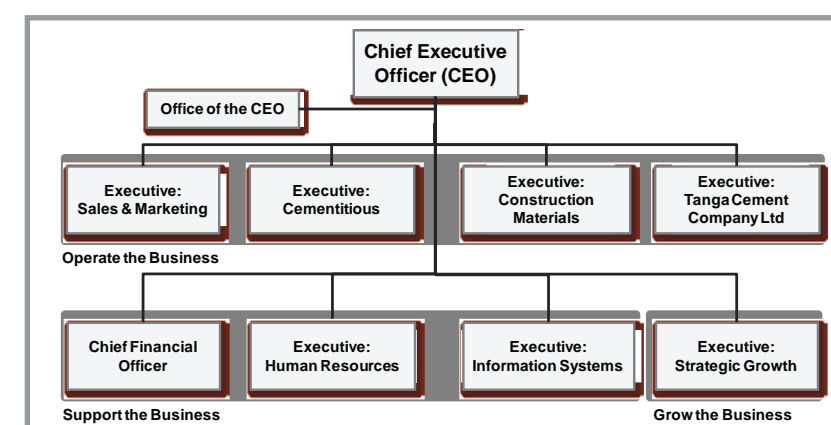 Chief Executive
Officer (CEO)
Office of the CEO
Executive:
Sales & Marketing
Executive:
Cementitious
Executive:
Construction
Materials
Executive:
Tanga Cement
Company Ltd
Operate the Business
Chief Financial
Officer
Executive:
Human Resources
Executive:
Information Systems
Executive:
Strategic Growth
Support the Business
Grow the Business